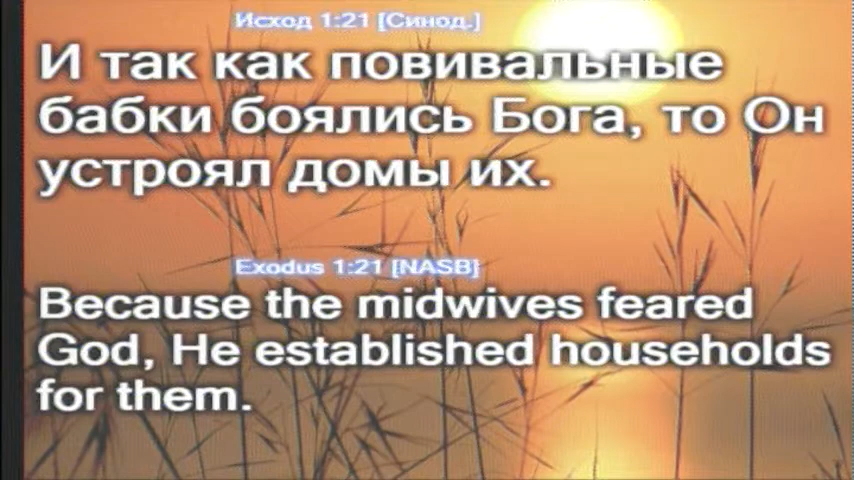 Исход 1:21 [Синод.]
И так как повивальные
бабки боялись Бога, то Он
устроял домы их.
Exodus 1:21 [NASB]
Because the midwives feared
God, He established households
for them.